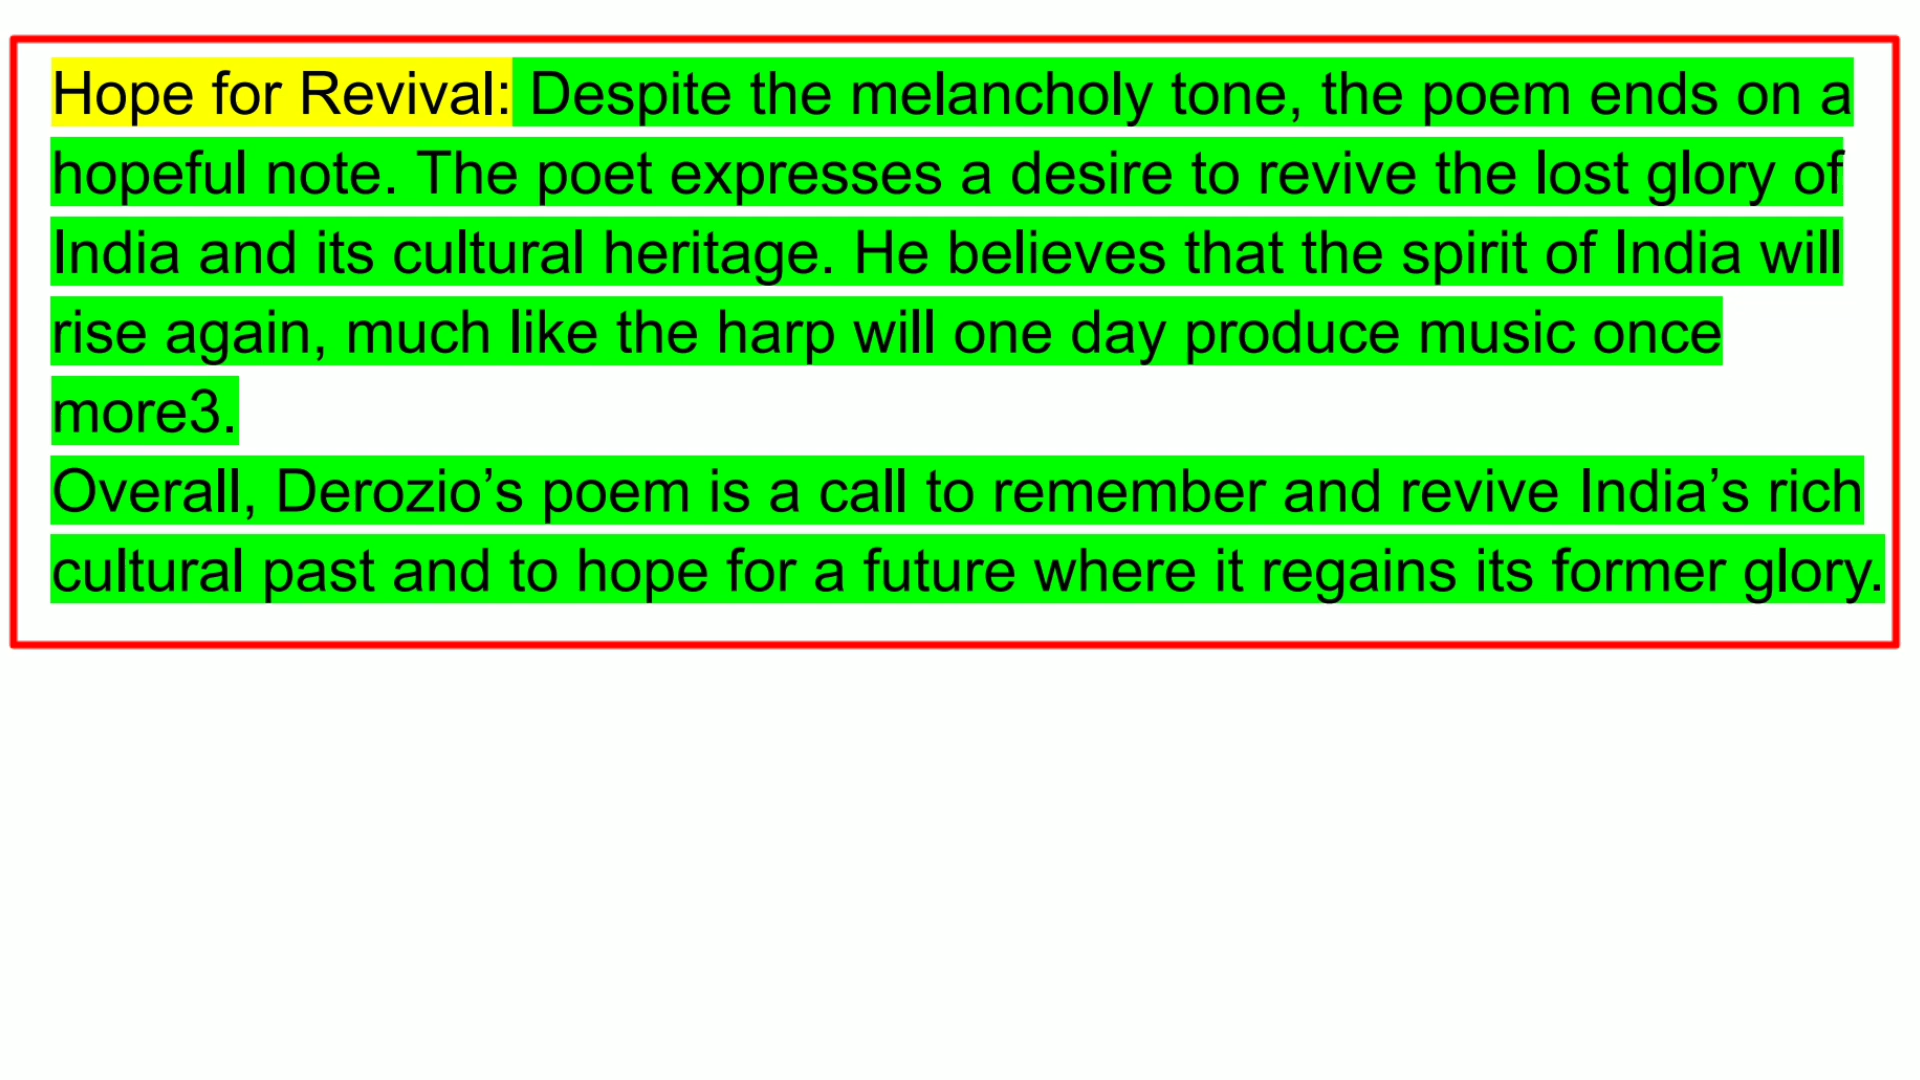 Hope for Revival: Despite the melancholy tone, the poem ends on a
hopeful note. The poet expresses a desire to revive the lost glory of
India and its cultural heritage. He believes that the spirit of India will
rise again, much like the harp will one day produce music once
more3.
Overall, Derozio’s poem is a call to remember and revive India’s rich
cultural past and to hope for a future where it regains its former glory.